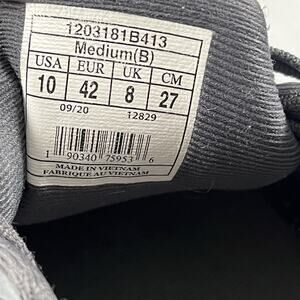 1203181B413
Medium(B)
USA EUR UK CM
10 42 8 27
09/20 12829
1 90340 75953 6
MADE IN VIETNAM
FABRIQUE AU VIETNAM